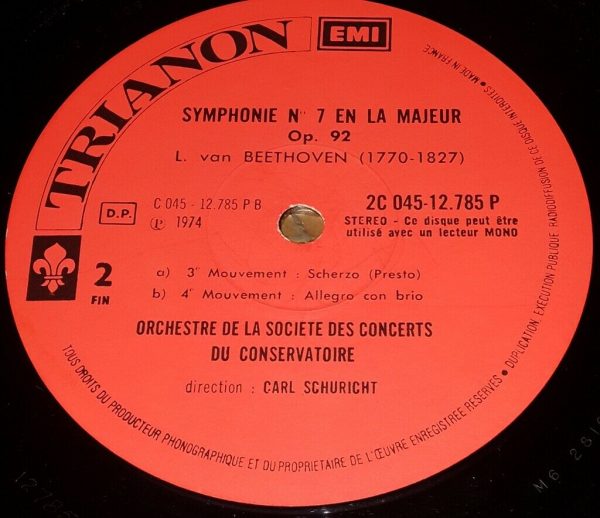 TRIANON
EMI
SYMPHONIE N° 7 EN LA MAJEUR
Op. 92
L. van BEETHOVEN (1770-1827)
D.P.
C 045 - 12.785 P B
℗ 1974
2C 045-12.785 P
STEREO - Ce disque peut être
utilisé avec un lecteur MONO
2
FIN
a) 3e Mouvement : Scherzo (Presto)
b) 4e Mouvement : Allegro con brio
ORCHESTRE DE LA SOCIETE DES CONCERTS
DU CONSERVATOIRE
direction : CARL SCHURICHT
TOUS DROITS DU PRODUCTEUR PHONOGRAPHIQUE ET DU PROPRIETAIRE DE L'ŒUVRE ENREGISTREE RESERVES • DUPLICATION, EXECUTION PUBLIQUE RADIODIFFUSION DE CE DISQUE INTERDITES • MADE IN FRANCE